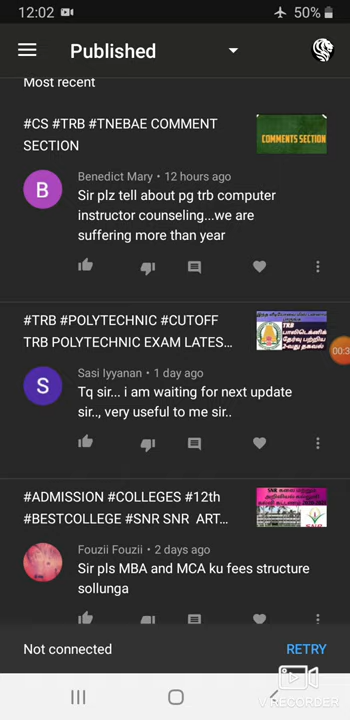 12:02
50%
Published
Most recent
#CS #TRB #TNEBAE COMMENT
SECTION
COMMENTS SECTION
B
Benedict Mary • 12 hours ago
Sir plz tell about pg trb computer
instructor counseling...we are
suffering more than year
#TRB #POLYTECHNIC #CUTOFF
TRB POLYTECHNIC EXAM LATES...
TRB
00:3
S
Sasi Iyyanan • 1 day ago
Tq sir... i am waiting for next update
sir.., very useful to me sir..
#ADMISSION #COLLEGES #12th
#BESTCOLLEGE #SNR SNR ART...
Fouzii Fouzii • 2 days ago
Sir pls MBA and MCA ku fees structure
sollunga
Not connected
RETRY
V RECORDER